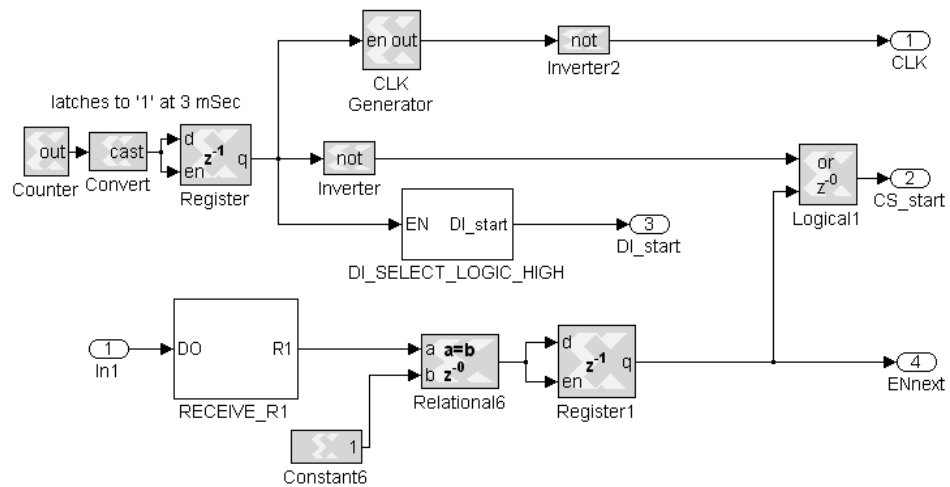 en out
CLK
Generator
not
Inverter2
1
CLK
latches to '1' at 3 mSec
out
Counter
cast
Convert
d
en
z-1
q
Register
not
Inverter
or
z-0
Logical1
2
CS_start
EN
DI_start
DI_SELECT_LOGIC_HIGH
3
DI_start
1
In1
DO
R1
RECEIVE_R1
a
b
a=b
z-0
Relational6
d
en
z-1
q
Register1
4
ENnext
1
Constant6